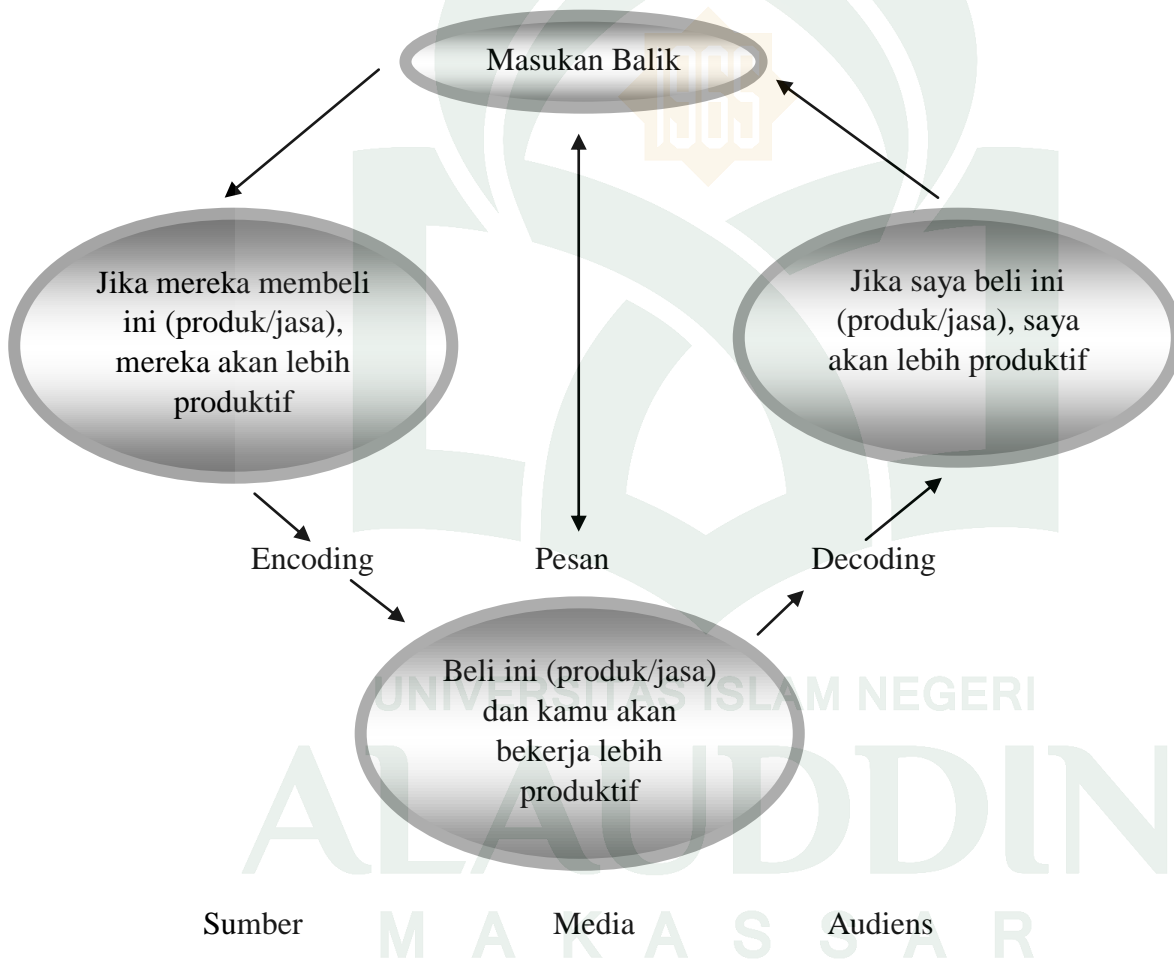 Masukan Balik
1965
Jika mereka membeli
ini (produk/jasa),
mereka akan lebih
produktif
Jika saya beli ini
(produk/jasa), saya
akan lebih produktif
Encoding
Pesan
Decoding
Beli ini (produk/jasa)
dan kamu akan
bekerja lebih
produktif
UNIVERSITAS ISLAM NEGERI
ALAUDDIN
Sumber
Media
Audiens
MAKASSAR